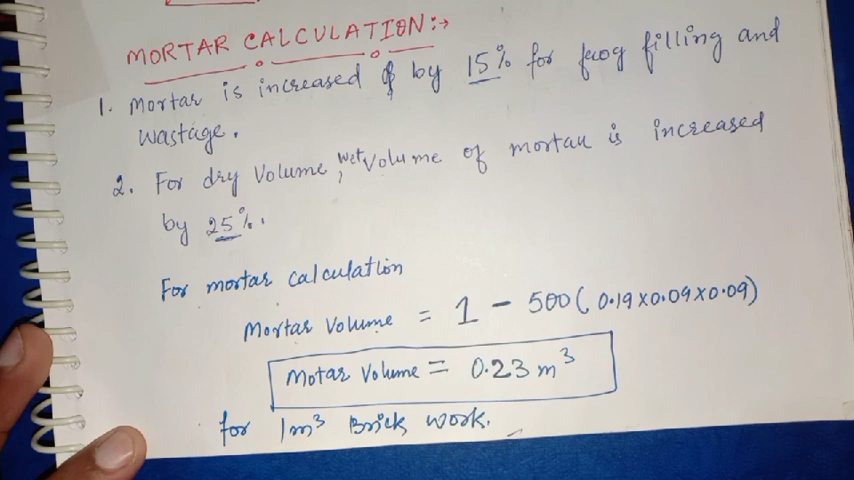 MORTAR CALCULATION:→
1. Mortar is increased by 15% for frog filling and
wastage.
2. For dry Volume, wet volume of mortar is increased
by 25%.
For mortar calculation
Mortar Volume = 1 - 500 (0.19 x 0.09 x 0.09)
Motar Volume = 0.23 m³
for 1m³ Brick work.